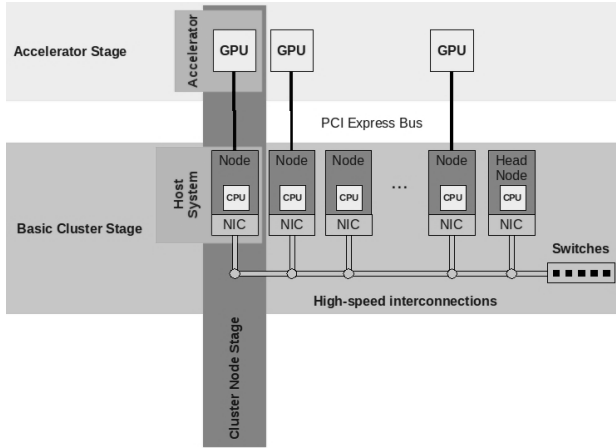 Accelerator Stage
Accelerator
GPU
GPU
GPU
PCI Express Bus
Basic Cluster Stage
Host
System
Node
CPU
NIC
Node
CPU
NIC
Node
CPU
NIC
...
Node
CPU
NIC
Head
Node
CPU
NIC
Switches
High-speed interconnections
Cluster Node Stage